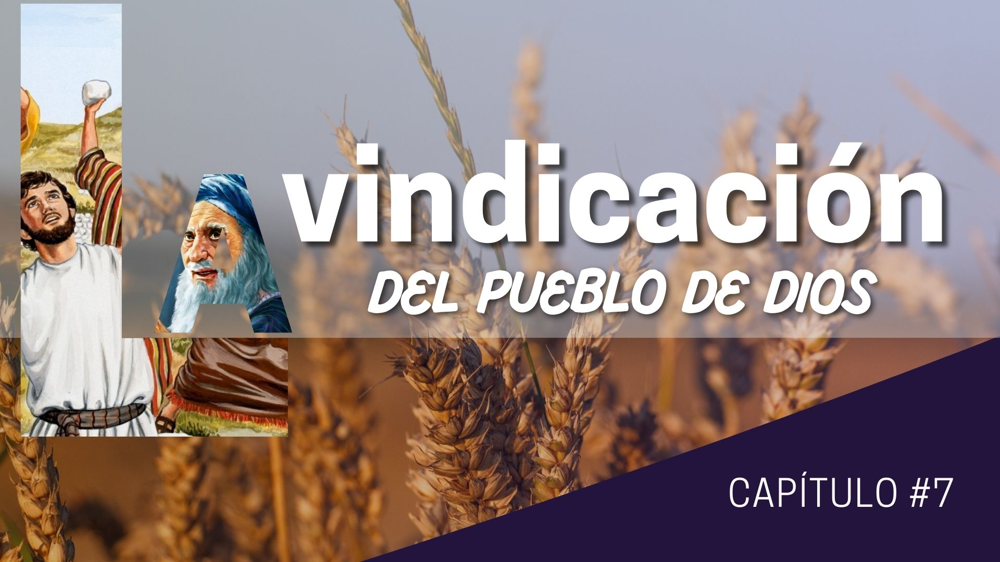 La vindicación
DEL PUEBLO DE DIOS
CAPÍTULO #7